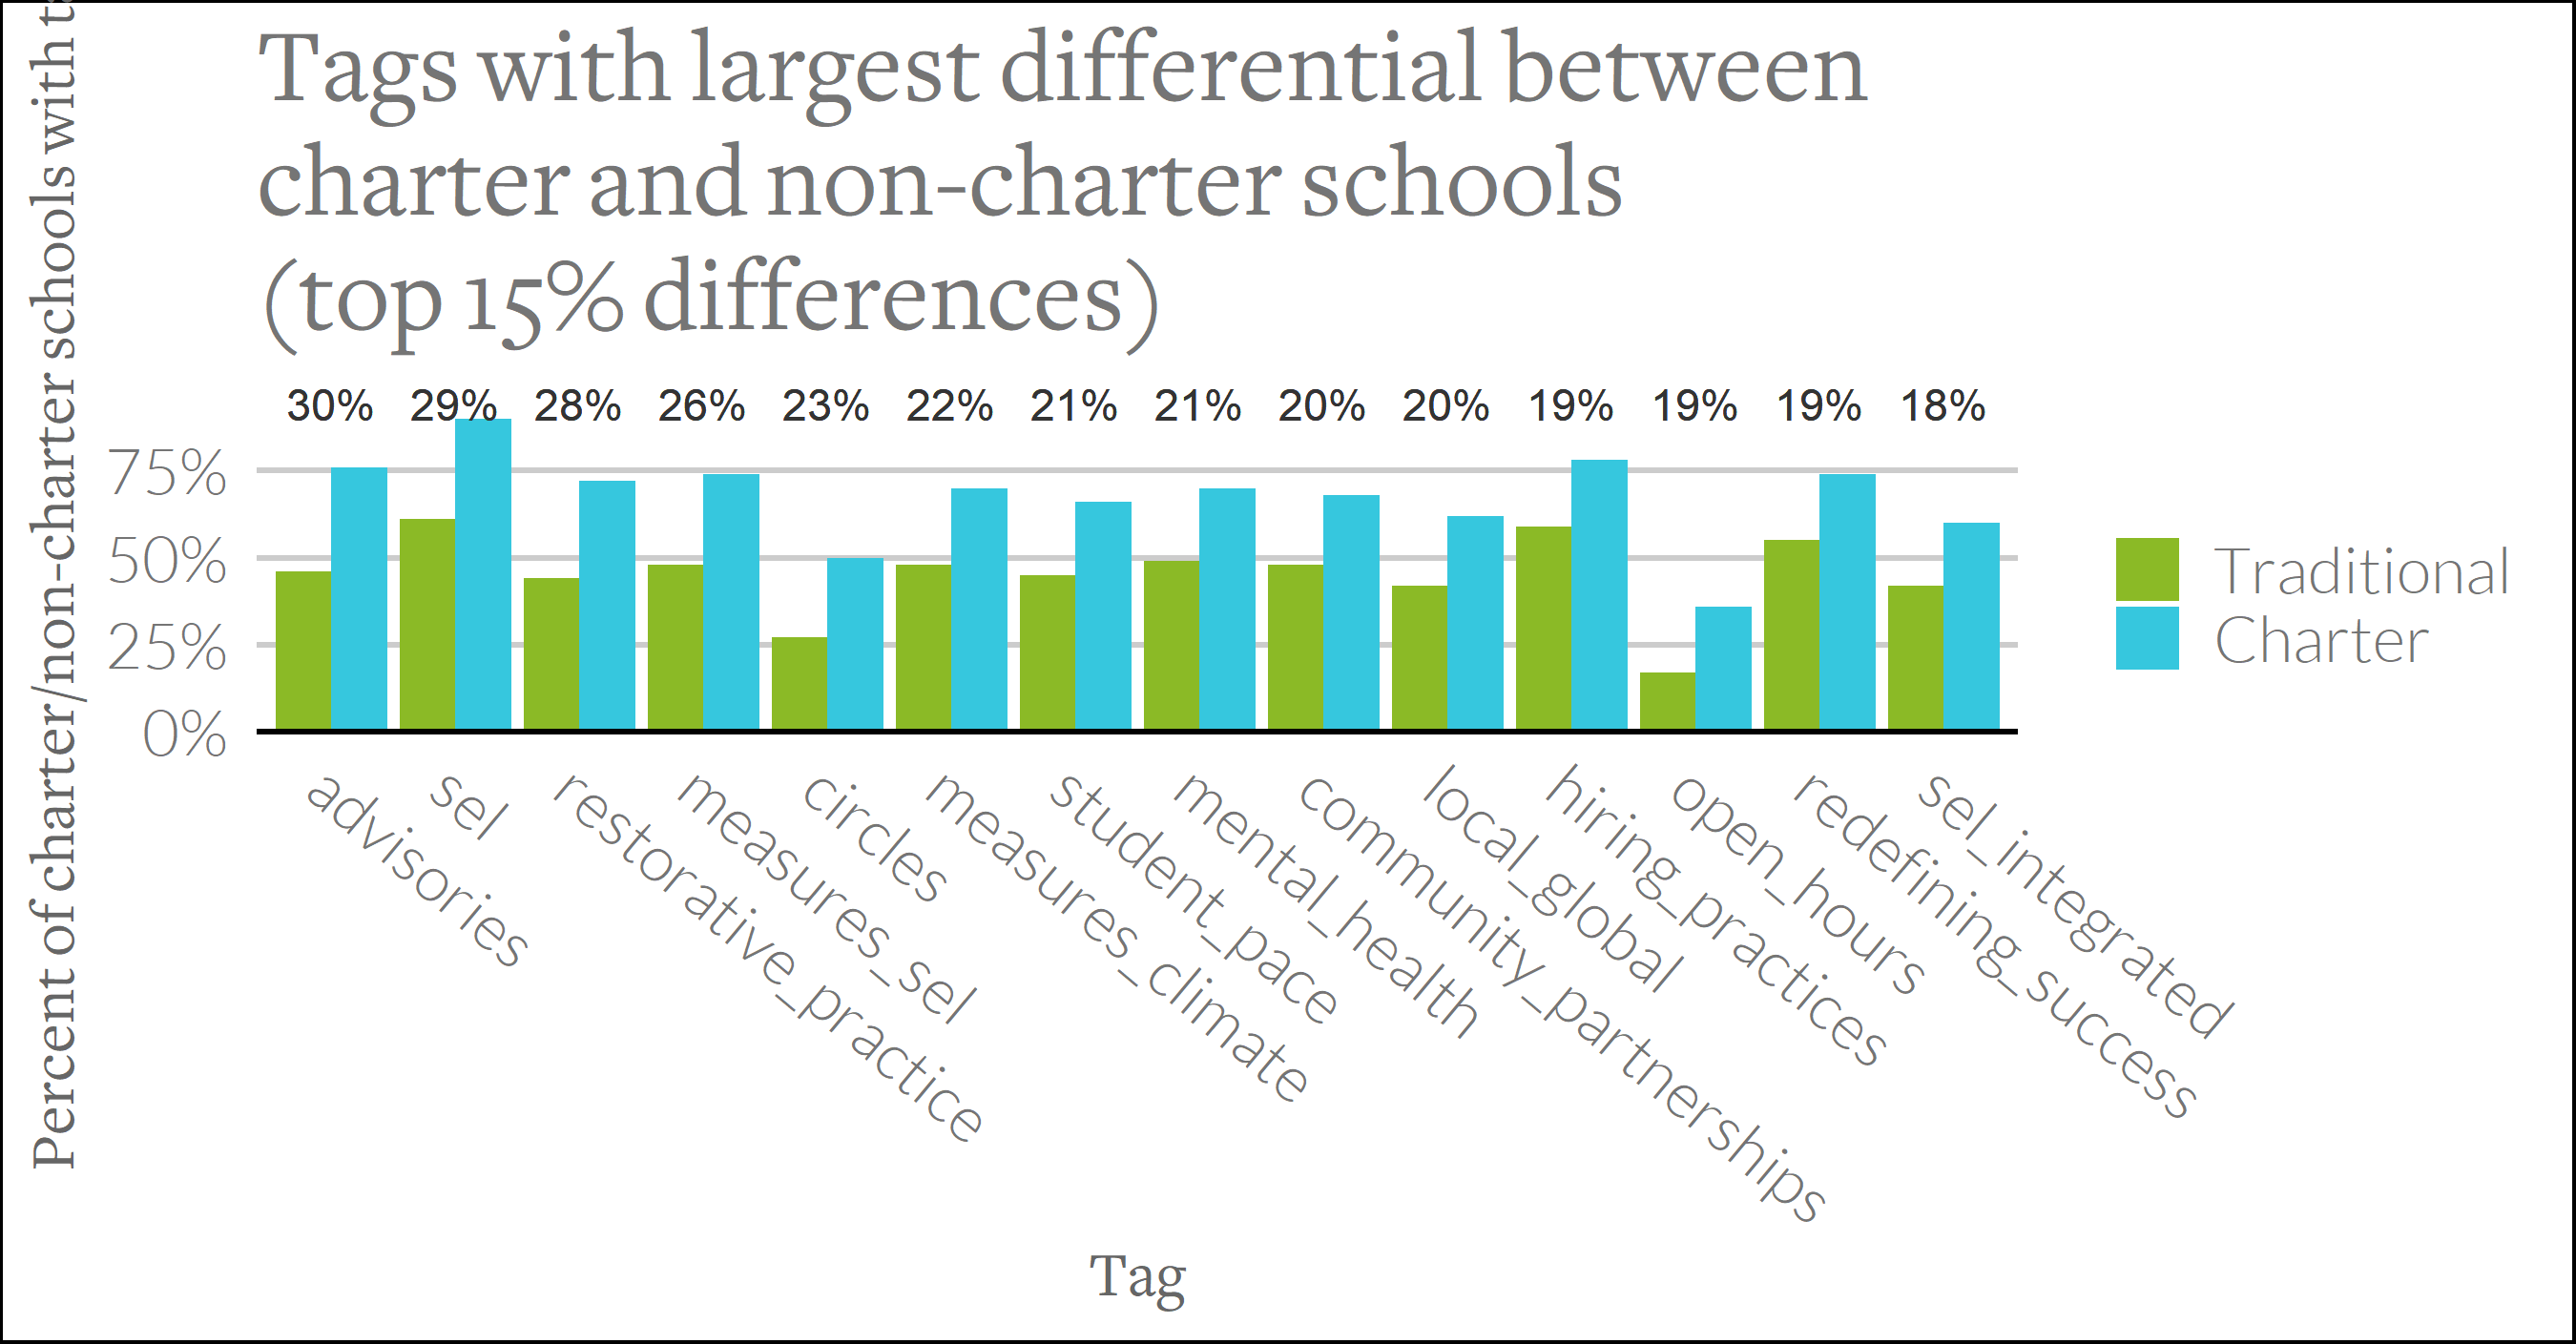 Tags with largest differential between
charter and non-charter schools
(top 15% differences)
Percent of charter/non-charter schools with
30% 29% 28% 26% 23% 22% 21% 21% 20% 20% 19% 19% 19% 18%
75%
50%
25%
0%
advisories
sel
restorative_practice
measures_sel
circles
measures_climate
student_pace
mental_health
community_partnerships
local_global
hiring_practices
open_hours
redefining_success
sel_integrated
Tag
Traditional
Charter